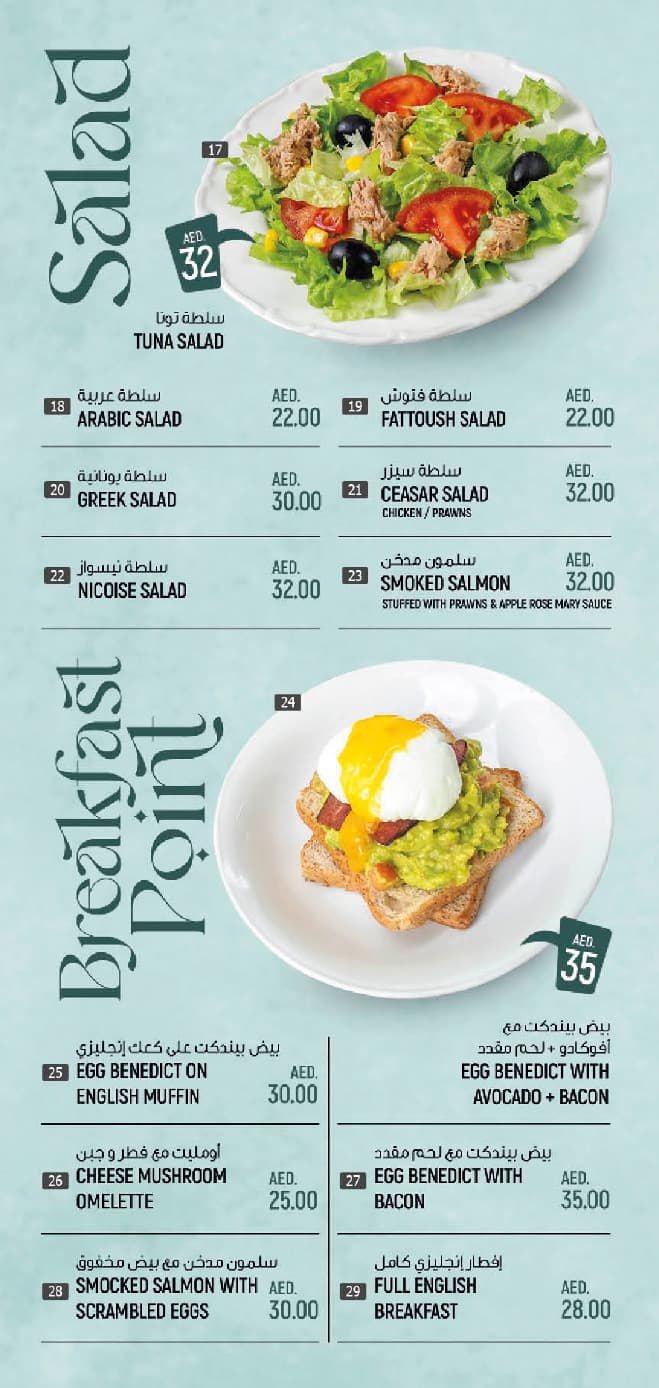 Salad
17
AED.
32
سلطة تونا
TUNA SALAD
18
سلطة عربية
ARABIC SALAD
AED.
22.00
19
سلطة فتوش
FATTOUSH SALAD
AED.
22.00
20
سلطة يونانية
GREEK SALAD
AED.
30.00
21
سلطة سيزر
CEASAR SALAD
CHICKEN / PRAWNS
AED.
32.00
22
سلطة نيسواز
NICOISE SALAD
AED.
32.00
23
سلمون مدخن
SMOKED SALMON
STUFFED WITH PRAWNS & APPLE ROSE MARY SAUCE
AED.
32.00
Breakfast
Point
24
AED.
35
بيض بيندكت مع
أفوكادو + لحم مقدد
EGG BENEDICT WITH
AVOCADO + BACON
25
بيض بيندكت على كعك إنجليزي
EGG BENEDICT ON
ENGLISH MUFFIN
AED.
30.00
26
أومليت مع فطر و جبن
CHEESE MUSHROOM
OMELETTE
AED.
25.00
27
بيض بيندكت مع لحم مقدد
EGG BENEDICT WITH
BACON
AED.
35.00
28
سلمون مدخن مع بيض مخفوق
SMOCKED SALMON WITH
SCRAMBLED EGGS
AED.
30.00
29
إفطار إنجليزي كامل
FULL ENGLISH
BREAKFAST
AED.
28.00